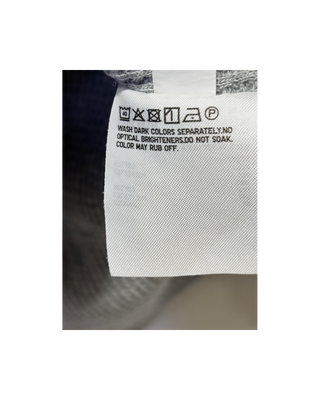 WASH DARK COLORS SEPARATELY.NO
OPTICAL BRIGHTENERS.DO NOT SOAK.
COLOR MAY RUB OFF.